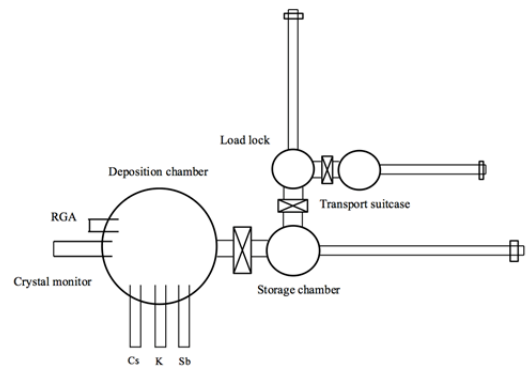 Load lock
Deposition chamber
Transport suitcase
RGA
Crystal monitor
Storage chamber
Cs K Sb